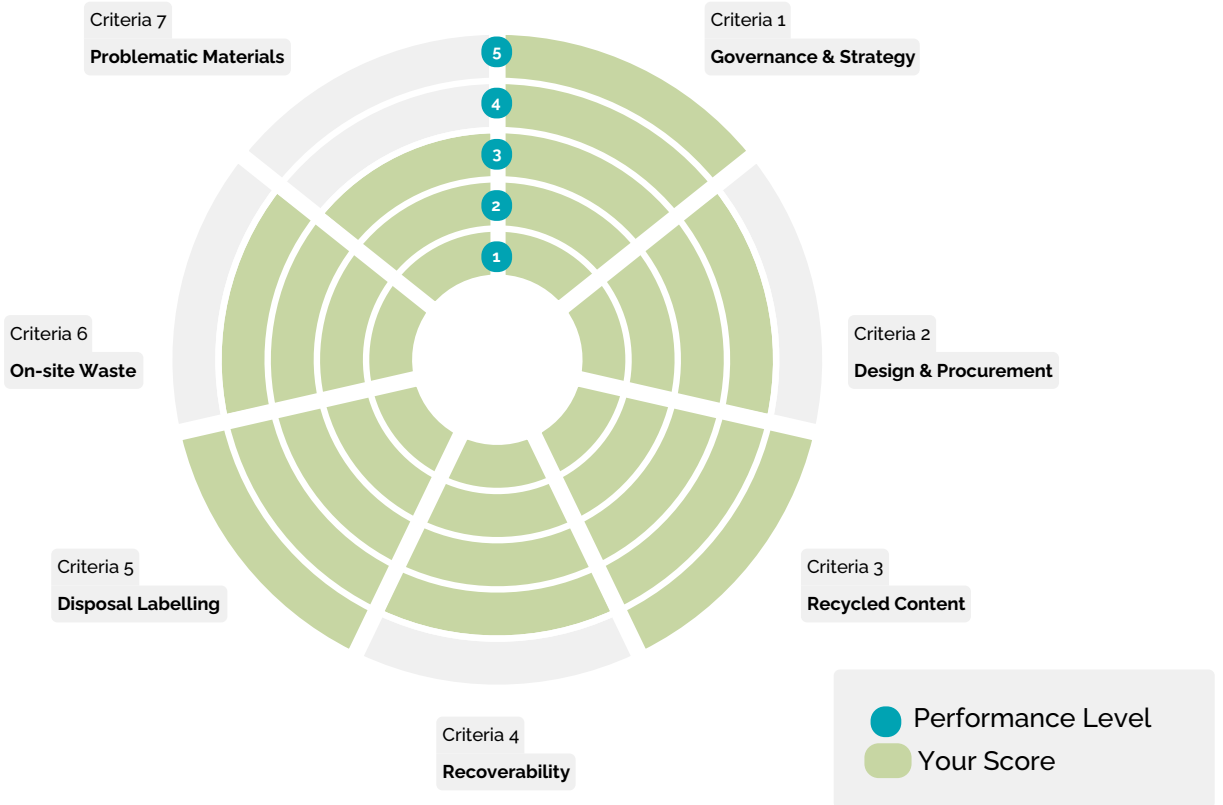 Criteria 7
Problematic Materials
Criteria 1
Governance & Strategy
5
4
3
2
1
Criteria 6
On-site Waste
Criteria 2
Design & Procurement
Criteria 5
Disposal Labelling
Criteria 3
Recycled Content
Criteria 4
Recoverability
Performance Level
Your Score